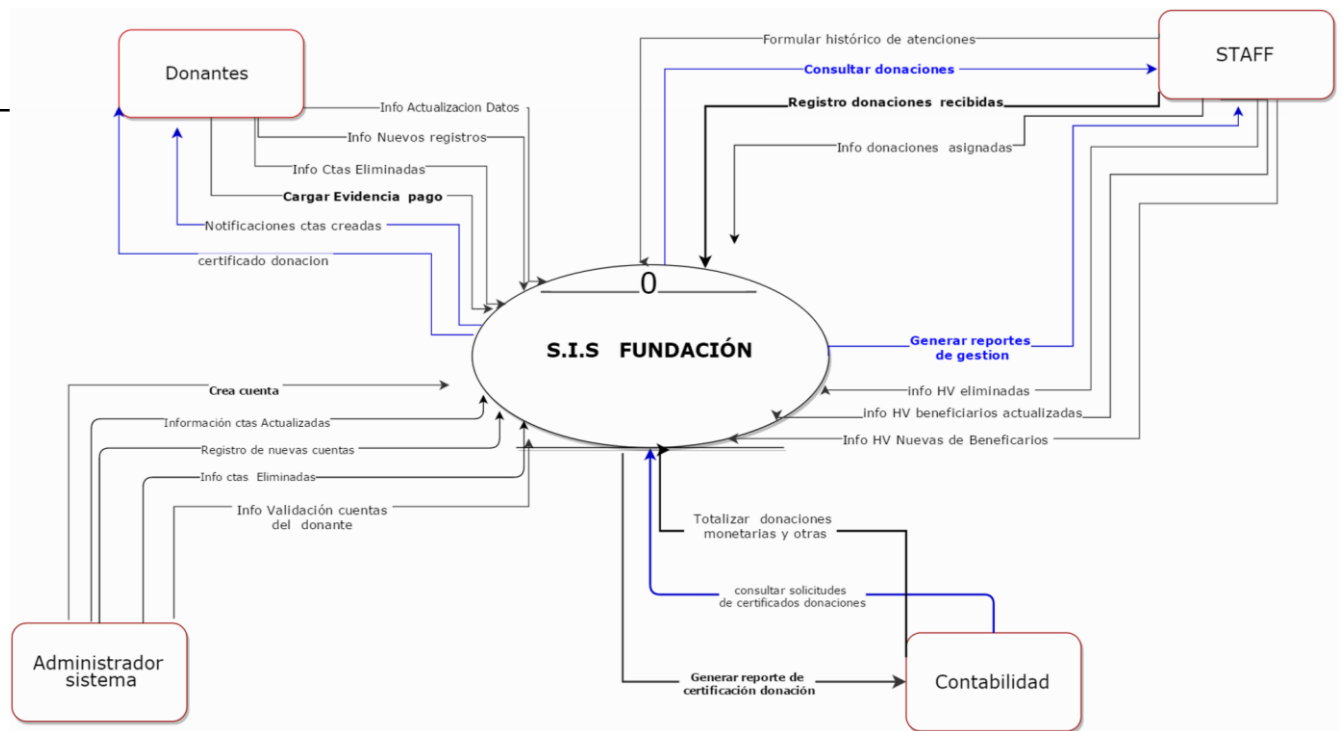 Donantes
STAFF
Formular histórico de atenciones
Consultar donaciones
Registro donaciones recibidas
Info donaciones asignadas
Info Actualizacion Datos
Info Nuevos registros
Info Ctas Eliminadas
Cargar Evidencia pago
Notificaciones ctas creadas
certificado donacion
0
S.I.S FUNDACIÓN
Generar reportes
de gestion
info HV eliminadas
info HV beneficiarios actualizadas
Info HV Nuevas de Beneficarios
Crea cuenta
Información ctas Actualizadas
Registro de nuevas cuentas
Info ctas Eliminadas
Info Validación cuentas
del donante
Totalizar donaciones
monetarias y otras
consultar solicitudes
de certificados donaciones
Generar reporte de
certificación donación
Administrador
sistema
Contabilidad